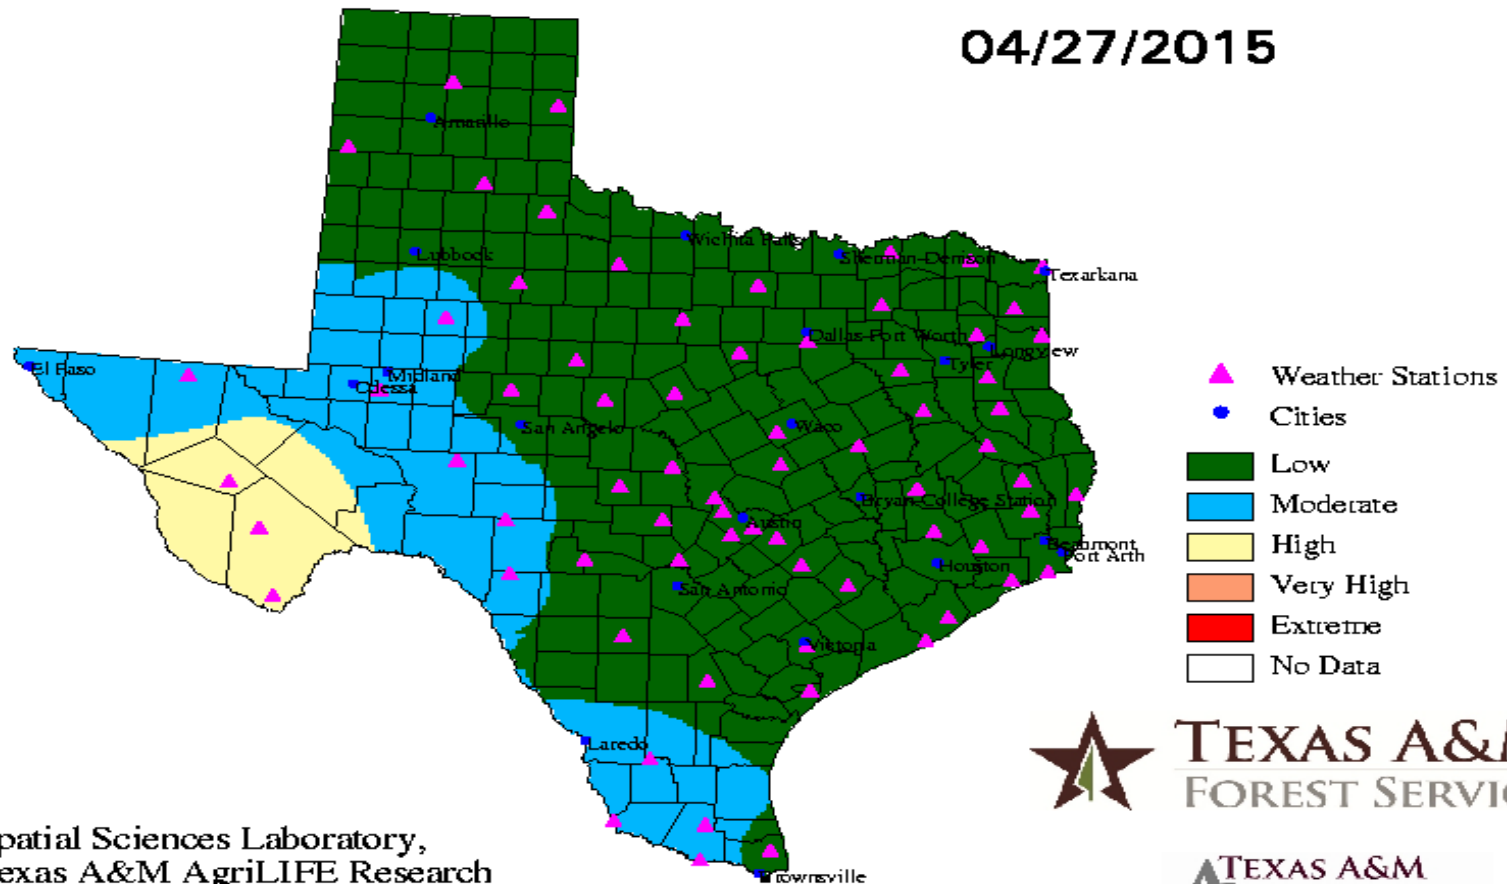 04/27/2015
Amarillo
Lubbock
Wichita Falls
Sherman-Denison
Texarkana
Dallas-Fort Worth
Longview
Tyler
El Paso
Midland
Odessa
San Angelo
Waco
Bryan-College Station
Austin
Beaumont
Port Arth
Houston
San Antonio
Victoria
Laredo
Brownsville
Weather Stations
Cities
Low
Moderate
High
Very High
Extreme
No Data
TEXAS A&M
FOREST SERVIC
patial Sciences Laboratory,
exas A&M AgriLIFE Research
TEXAS A&M